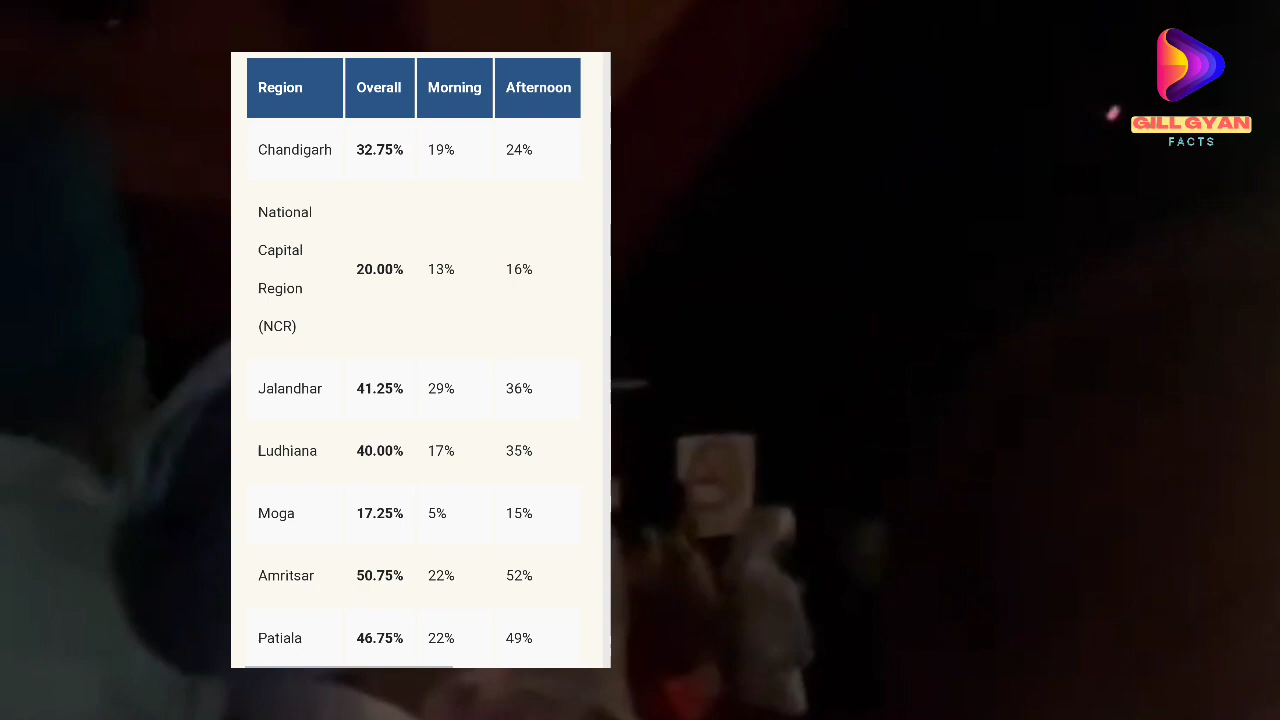 Region Overall Morning Afternoon
Chandigarh 32.75% 19% 24%
National
Capital
Region
(NCR)
20.00% 13% 16%
Jalandhar 41.25% 29% 36%
Ludhiana 40.00% 17% 35%
Moga 17.25% 5% 15%
Amritsar 50.75% 22% 52%
Patiala 46.75% 22% 49%
GILL GYAN
FACTS